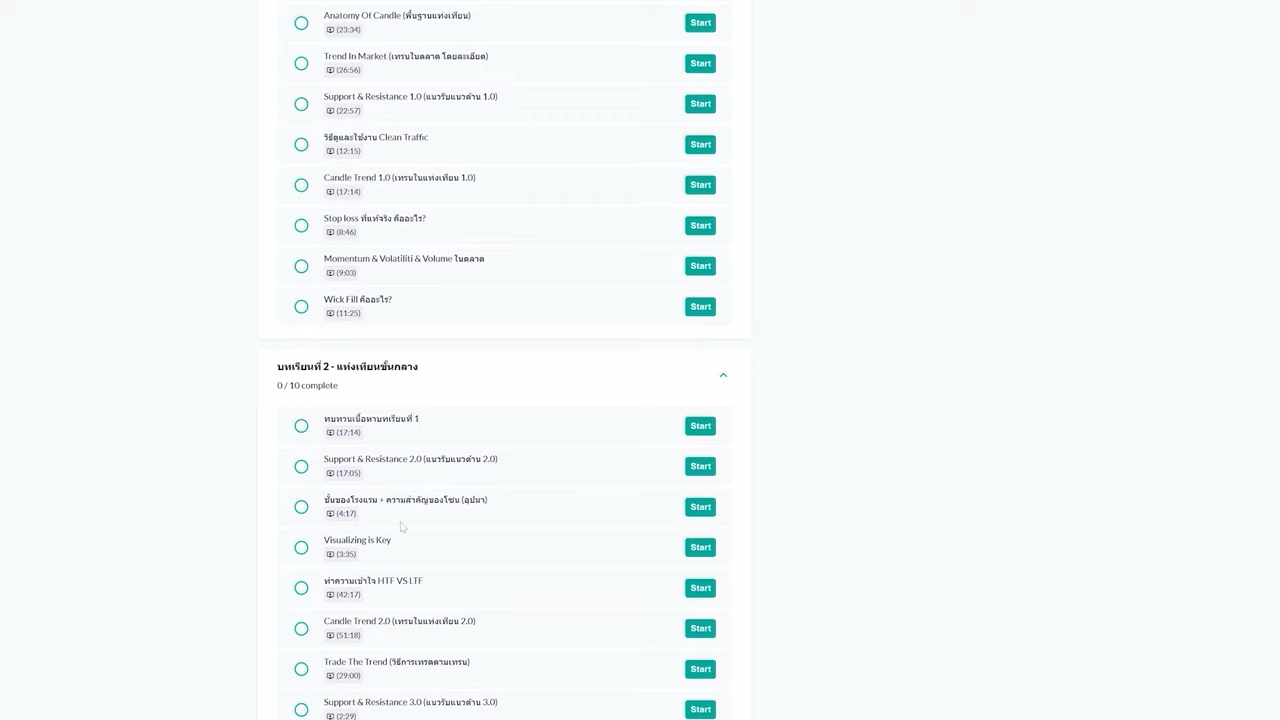 Anatomy Of Candle (พื้นฐานแท่งเทียน)
Start
(23:34)
Trend In Market (เทรนในตลาด โดยละเอียด)
Start
(26:56)
Support & Resistance 1.0 (แนวรับแนวต้าน 1.0)
Start
(22:57)
วิธีดูและใช้งาน Clean Traffic
Start
(12:15)
Candle Trend 1.0 (เทรนในแท่งเทียน 1.0)
Start
(17:14)
Stop loss ที่แท้จริง คืออะไร?
Start
(8:46)
Momentum & Volatiliti & Volume ในตลาด
Start
(9:03)
Wick Fill คืออะไร?
Start
(11:25)
บทเรียนที่ 2 - แท่งเทียนขั้นกลาง
0 / 10 complete
ทบทวนเนื้อหาบทเรียนที่ 1
Start
(17:14)
Support & Resistance 2.0 (แนวรับแนวต้าน 2.0)
Start
(17:05)
ชั้นของโรงแรม + ความสำคัญของโซน (อุปมา)
Start
(4:17)
Visualizing is Key
Start
(3:35)
ทำความเข้าใจ HTF VS LTF
Start
(42:17)
Candle Trend 2.0 (เทรนในแท่งเทียน 2.0)
Start
(51:18)
Trade The Trend (วิธีการเทรดตามเทรน)
Start
(29:00)
Support & Resistance 3.0 (แนวรับแนวต้าน 3.0)
Start
(2:29)